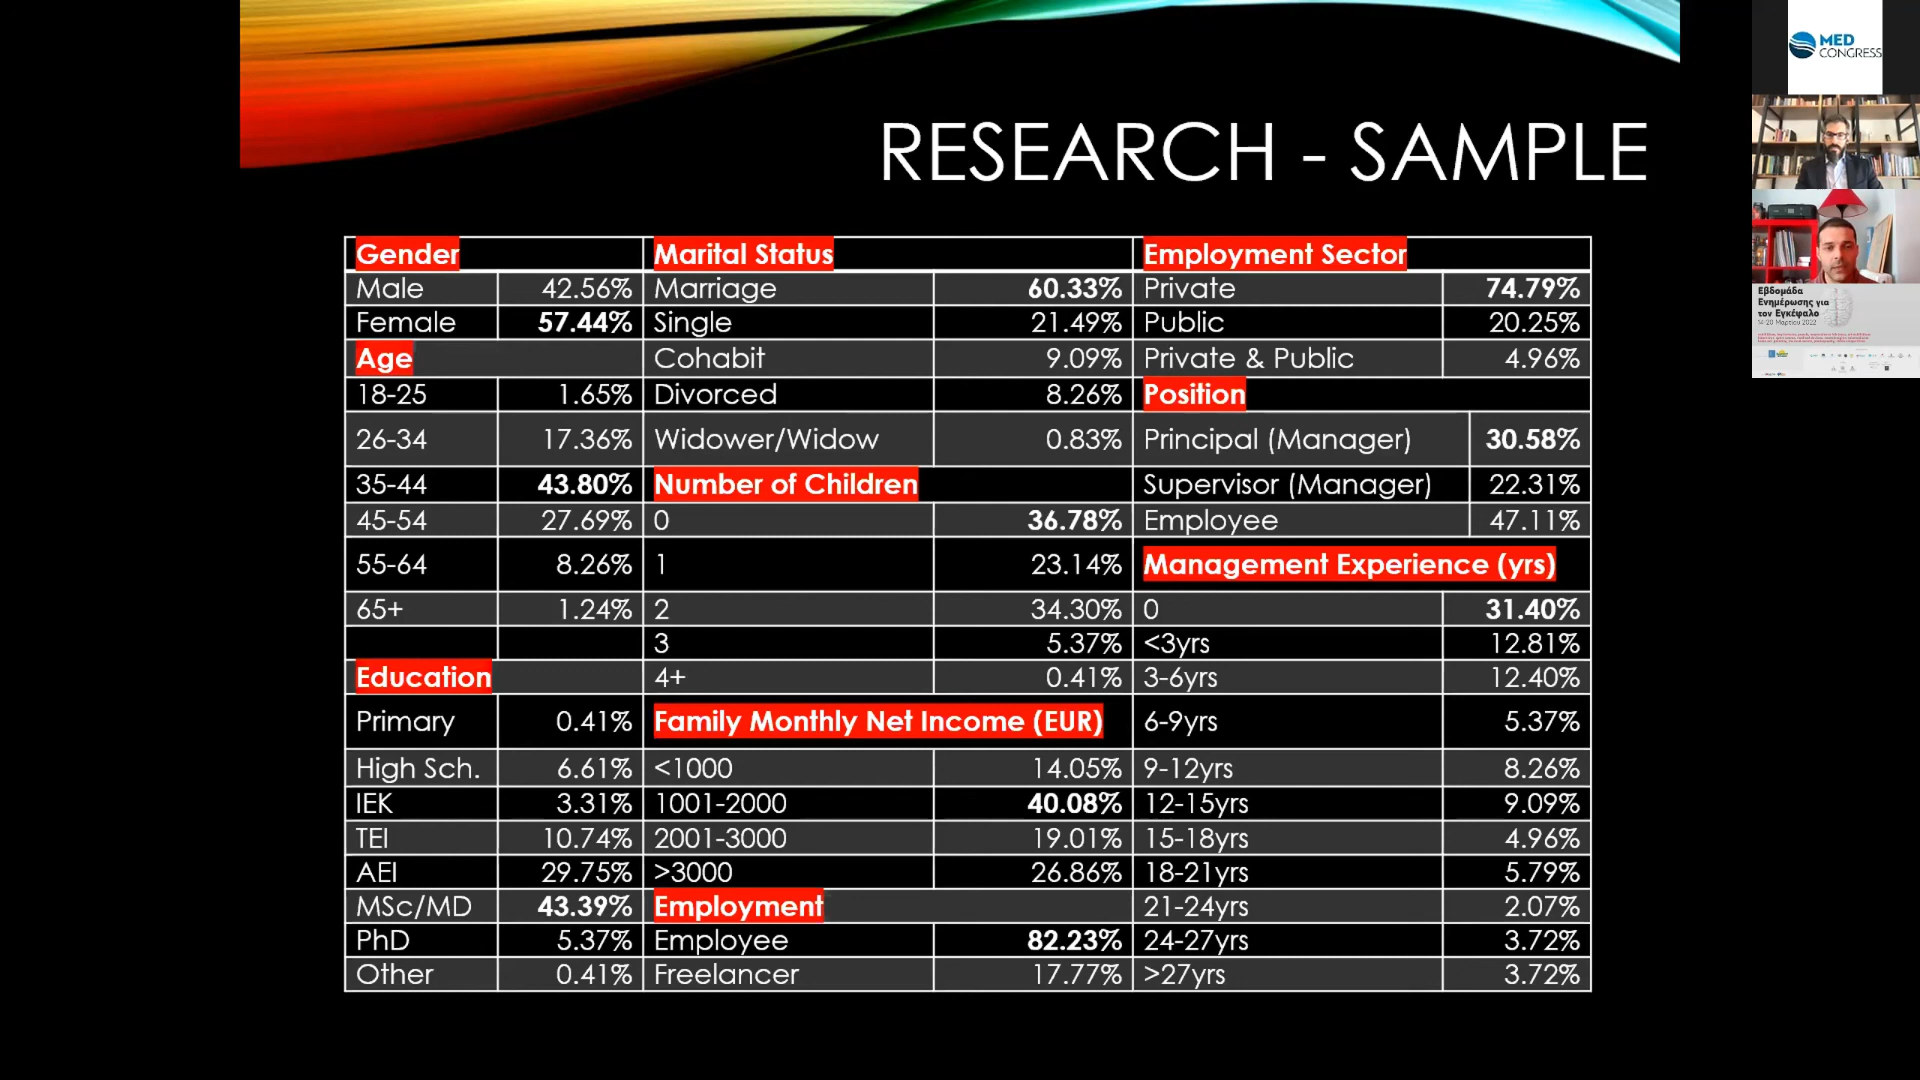 RESEARCH - SAMPLE
Gender Marital Status Employment Sector
Male 42.56% Marriage 60.33% Private 74.79%
Female 57.44% Single 21.49% Public 20.25%
Age Cohabit 9.09% Private & Public 4.96%
18-25 1.65% Divorced 8.26% Position
26-34 17.36% Widower/Widow 0.83% Principal (Manager) 30.58%
35-44 43.80% Number of Children Supervisor (Manager) 22.31%
45-54 27.69% 0 36.78% Employee 47.11%
55-64 8.26% 1 23.14% Management Experience (yrs)
65+ 1.24% 2 34.30% 0 31.40%
3 5.37% <3yrs 12.81%
Education 4+ 0.41% 3-6yrs 12.40%
Primary 0.41% Family Monthly Net Income (EUR) 6-9yrs 5.37%
High Sch. 6.61% <1000 14.05% 9-12yrs 8.26%
IEK 3.31% 1001-2000 40.08% 12-15yrs 9.09%
TEI 10.74% 2001-3000 19.01% 15-18yrs 4.96%
AEI 29.75% >3000 26.86% 18-21yrs 5.79%
MSc/MD 43.39% Employment 21-24yrs 2.07%
PhD 5.37% Employee 82.23% 24-27yrs 3.72%
Other 0.41% Freelancer 17.77% >27yrs 3.72%
MED
CONGRESS
Εβδομάδα
Ενημέρωσης για
τον Εγκέφαλο
14-20 Μαρτίου 2022